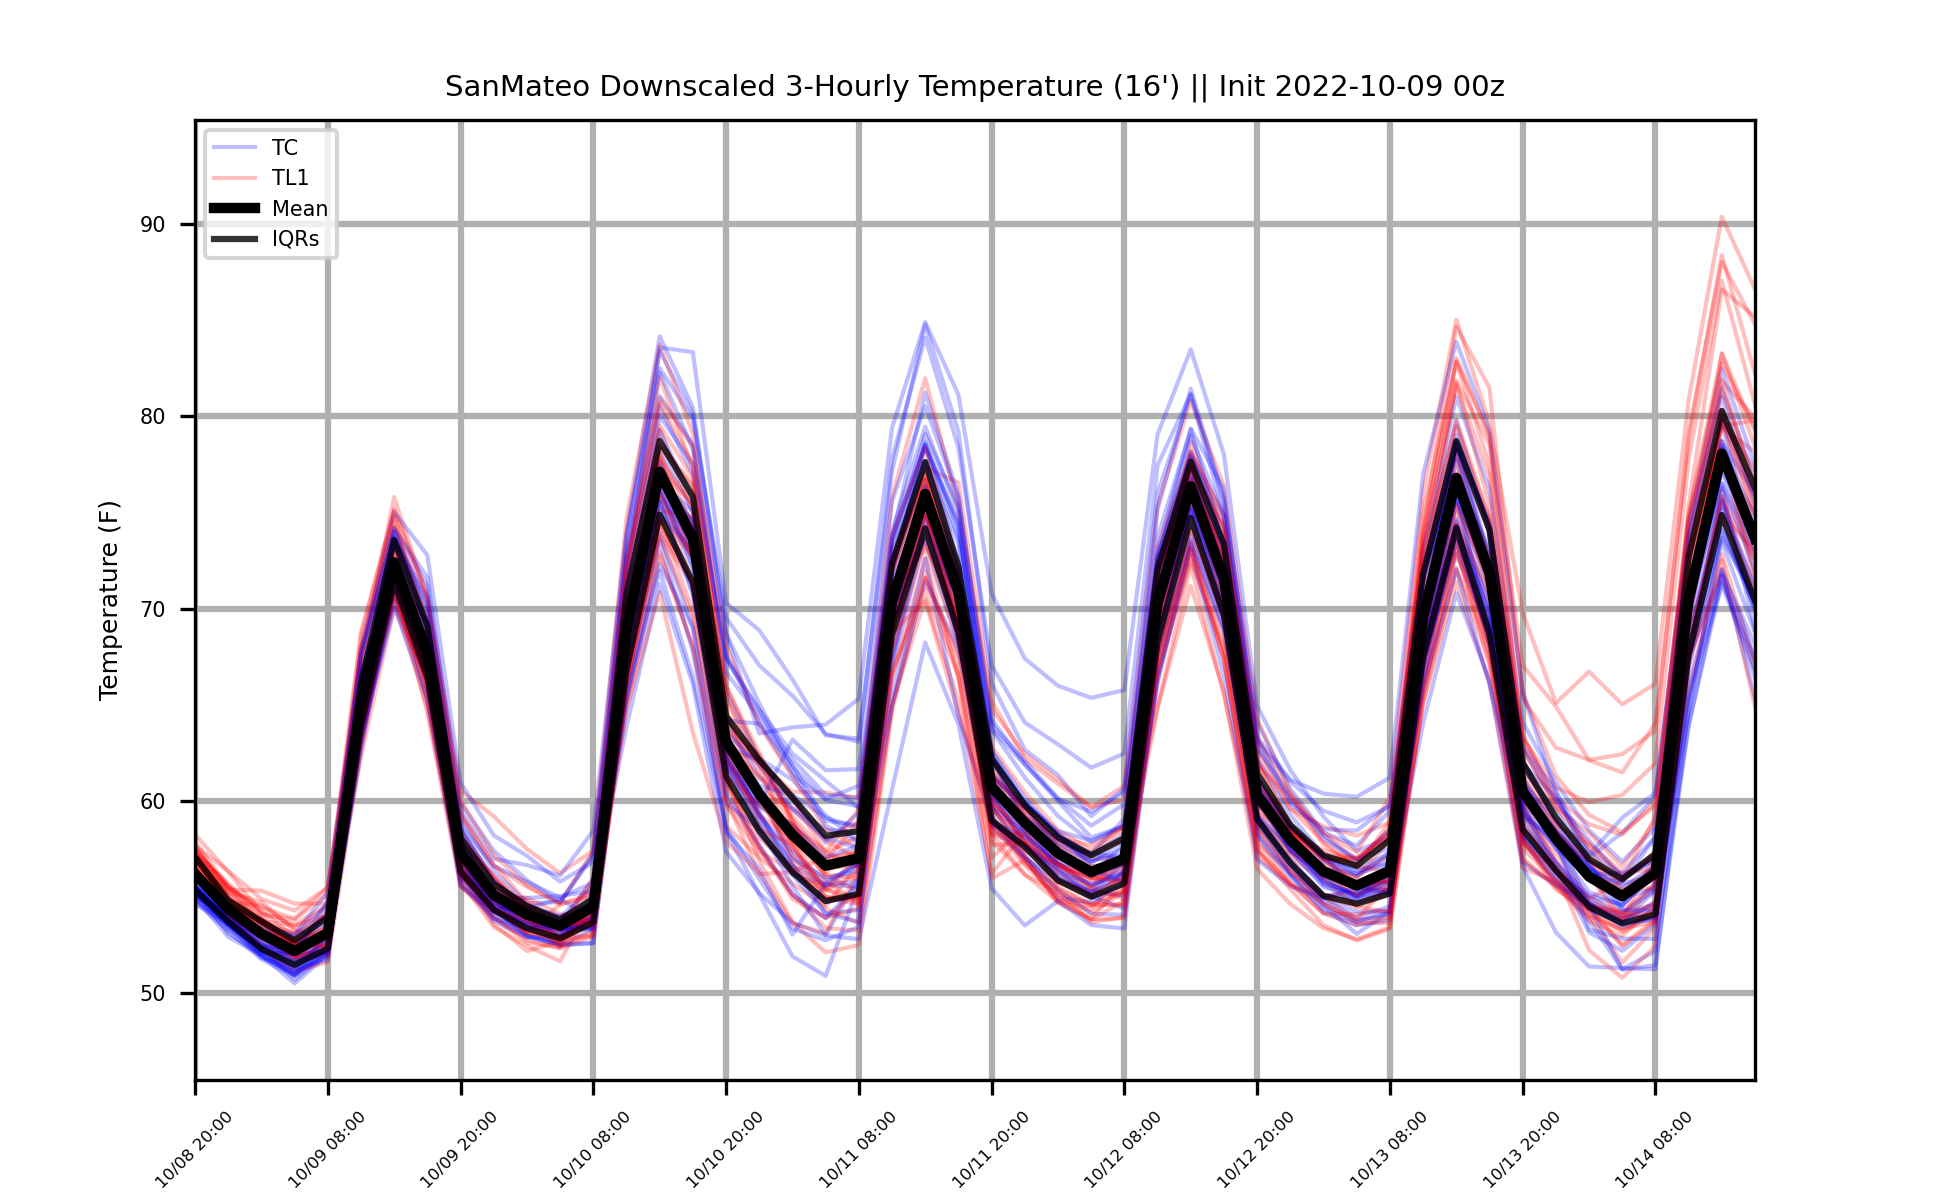 SanMateo Downscaled 3-Hourly Temperature (16') || Init 2022-10-09 00z
TC
TL1
Mean
IQRs
90
80
70
60
50
Temperature (F)
10/08 20:00
10/09 08:00
10/09 20:00
10/10 08:00
10/10 20:00
10/11 08:00
10/11 20:00
10/12 08:00
10/12 20:00
10/13 08:00
10/13 20:00
10/14 08:00